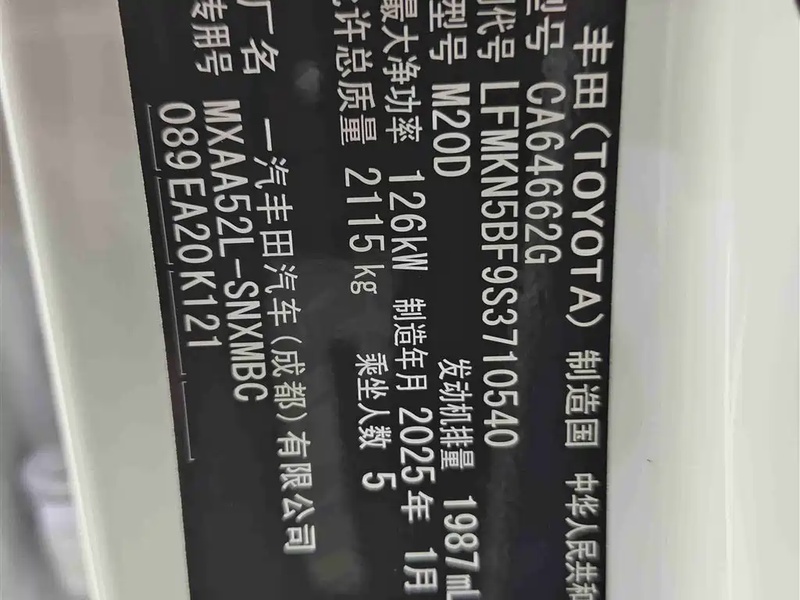 丰田（TOYOTA） 制造国 中华人民共和
型号 CA64662G
代号 LFMKN5BF9S3710540
型号 M20D 发动机排量 1987mL
最大净功率 126kW 制造年月 2025年 1月
许总质量 2115kg 乘坐人数 5
厂名 一汽丰田汽车(成都)有限公司
专用号 MXAA52L-SNXMBC
089EA20K121